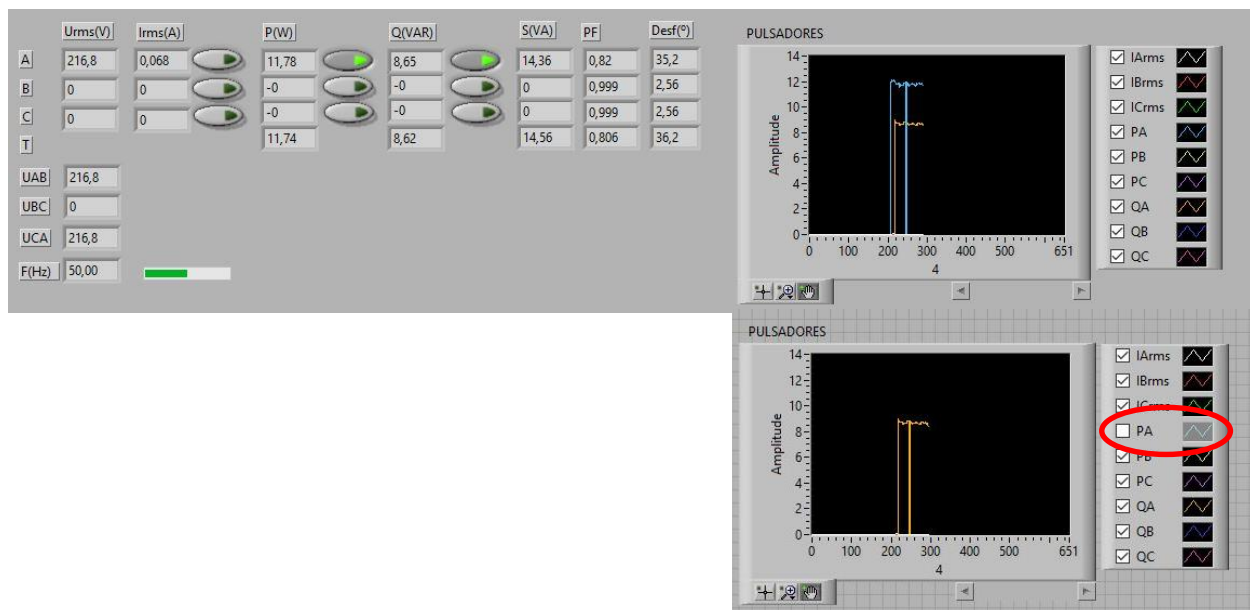 Urms(V) Irms(A) P(W) Q(VAR) S(VA) PF Desf(º)
A 216,8 0,068 11,78 8,65 14,36 0,82 35,2
B 0 0 -0 -0 0 0,999 2,56
C 0 0 -0 -0 0 0,999 2,56
T 11,74 8,62 14,56 0,806 36,2
UAB 216,8
UBC 0
UCA 216,8
F(Hz) 50,00
PULSADORES
Amplitude
14
12
10
8
6
4
2
0
0 100 200 300 400 500 651
4
IArms
IBrms
ICrms
PA
PB
PC
QA
QB
QC
PULSADORES
Amplitude
14
12
10
8
6
4
2
0
0 100 200 300 400 500 651
4
IArms
IBrms
ICrms
PA
PB
PC
QA
QB
QC